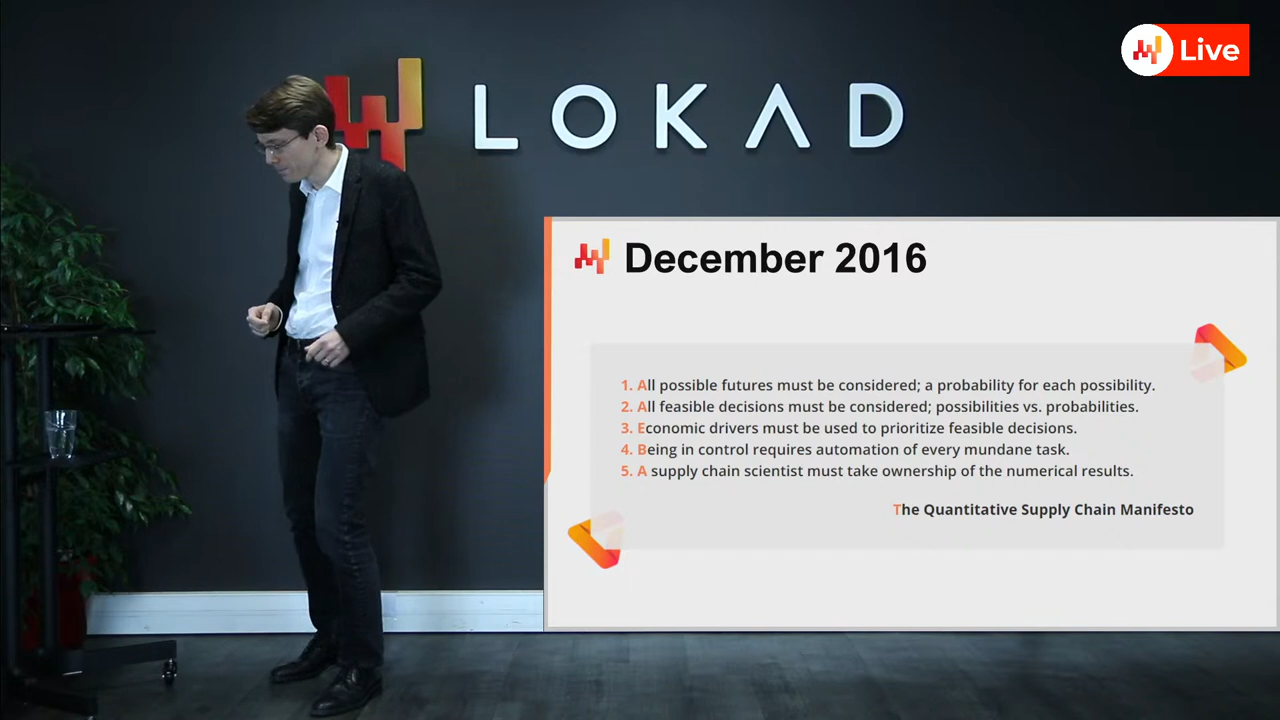 Live
LOKAD
December 2016
1. All possible futures must be considered; a probability for each possibility.
2. All feasible decisions must be considered; possibilities vs. probabilities.
3. Economic drivers must be used to prioritize feasible decisions.
4. Being in control requires automation of every mundane task.
5. A supply chain scientist must take ownership of the numerical results.
The Quantitative Supply Chain Manifesto